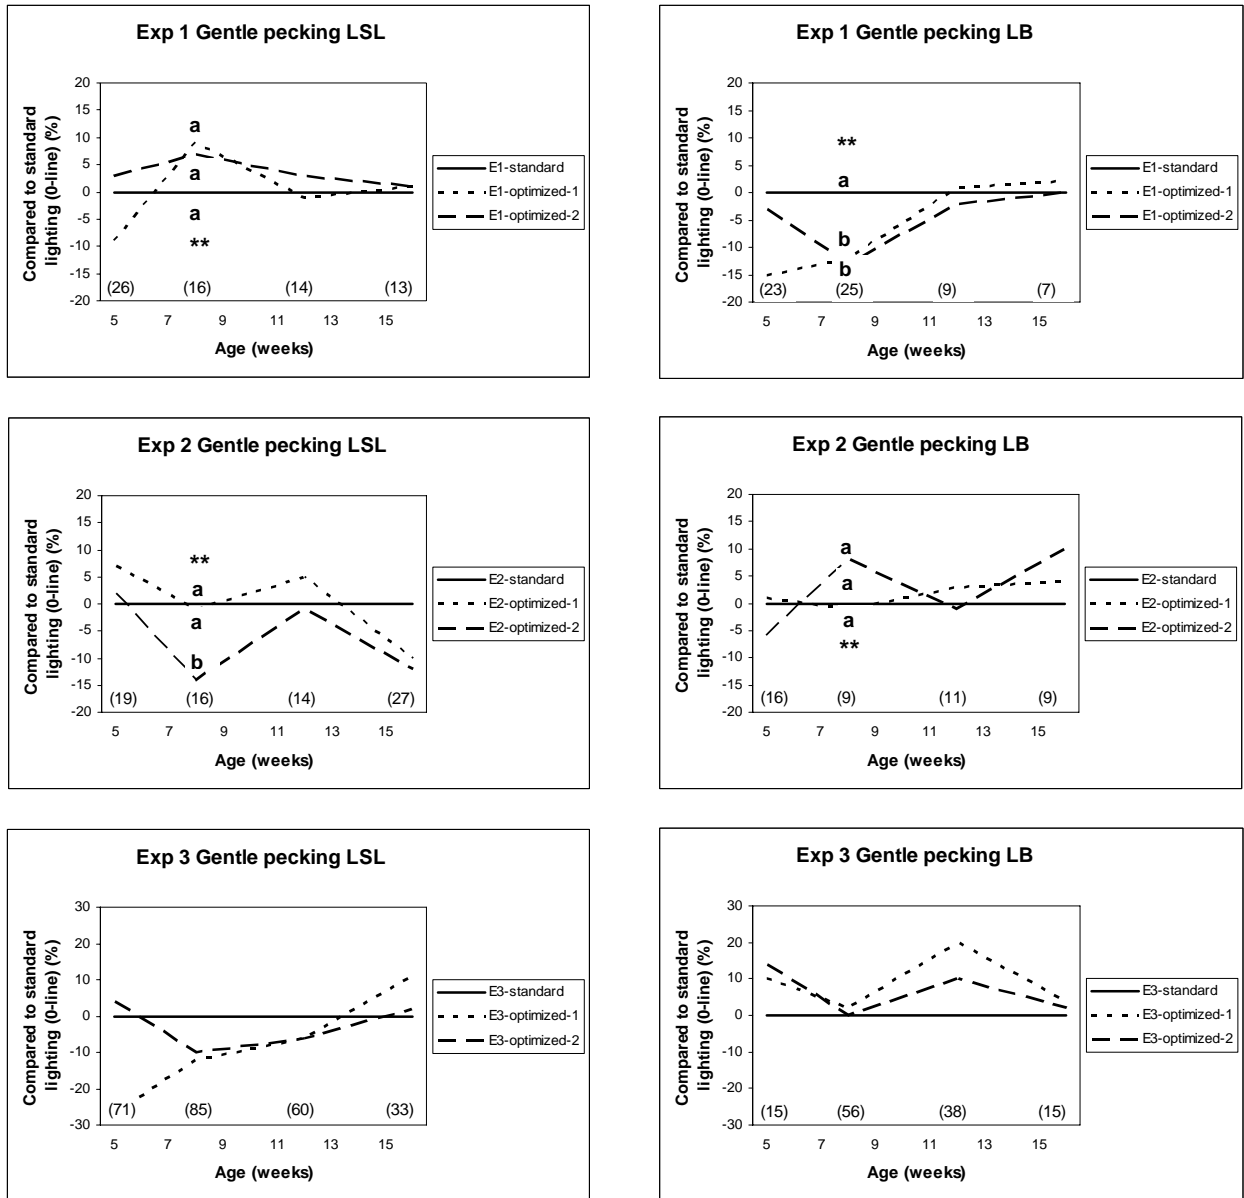 Exp 1 Gentle pecking LSL
Compared to standard
lighting (0-line) (%)
20
15
10
5
0
-5
-10
-15
-20
a
a
a
**
(26) (16) (14) (13)
5 7 9 11 13 15
Age (weeks)
E1-standard
E1-optimized-1
E1-optimized-2
Exp 1 Gentle pecking LB
Compared to standard
lighting (0-line) (%)
20
15
10
5
0
-5
-10
-15
-20
**
a
b
b
(23) (25) (9) (7)
5 7 9 11 13 15
Age (weeks)
E1-standard
E1-optimized-1
E1-optimized-2
Exp 2 Gentle pecking LSL
Compared to standard
lighting (0-line) (%)
20
15
10
5
0
-5
-10
-15
-20
**
a
a
b
(19) (16) (14) (27)
5 7 9 11 13 15
Age (weeks)
E2-standard
E2-optimized-1
E2-optimized-2
Exp 2 Gentle pecking LB
Compared to standard
lighting (0-line) (%)
20
15
10
5
0
-5
-10
-15
-20
a
a
a
**
(16) (9) (11) (9)
5 7 9 11 13 15
Age (weeks)
E2-standard
E2-optimized-1
E2-optimized-2
Exp 3 Gentle pecking LSL
Compared to standard
lighting (0-line) (%)
30
20
10
0
-10
-20
-30
(71) (85) (60) (33)
5 7 9 11 13 15
Age (weeks)
E3-standard
E3-optimized-1
E3-optimized-2
Exp 3 Gentle pecking LB
Compared to standard
lighting (0-line) (%)
30
20
10
0
-10
-20
-30
(15) (56) (38) (15)
5 7 9 11 13 15
Age (weeks)
E3-standard
E3-optimized-1
E3-optimized-2